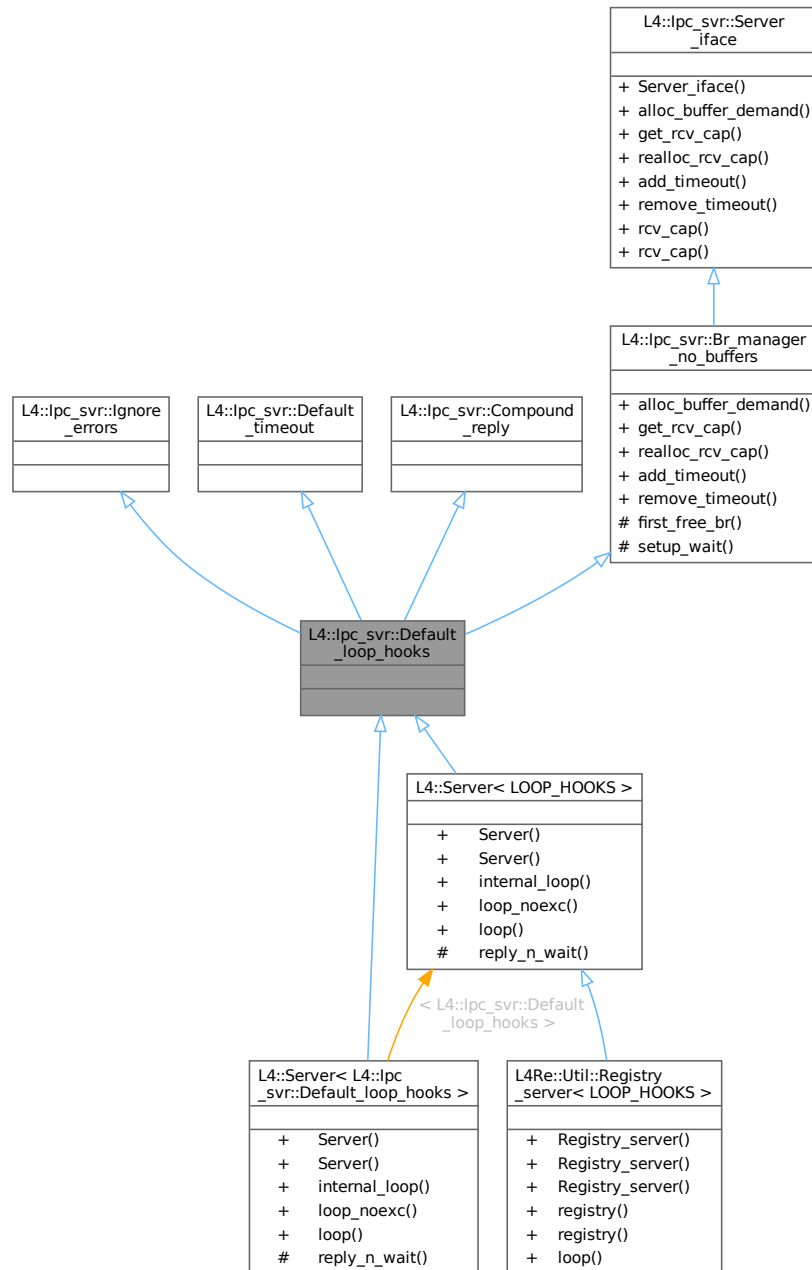 L4::Ipc_svr::Server
_iface
+ Server_iface()
+ alloc_buffer_demand()
+ get_rcv_cap()
+ realloc_rcv_cap()
+ add_timeout()
+ remove_timeout()
+ rcv_cap()
+ rcv_cap()
L4::Ipc_svr::Br_manager
_no_buffers
+ alloc_buffer_demand()
+ get_rcv_cap()
+ realloc_rcv_cap()
+ add_timeout()
+ remove_timeout()
# first_free_br()
# setup_wait()
L4::Ipc_svr::Ignore
_errors
L4::Ipc_svr::Default
_timeout
L4::Ipc_svr::Compound
_reply
L4::Ipc_svr::Default
_loop_hooks
L4::Server< LOOP_HOOKS >
+ Server()
+ Server()
+ internal_loop()
+ loop_noexc()
+ loop()
# reply_n_wait()
< L4::Ipc_svr::Default
_loop_hooks >
L4::Server< L4::Ipc
_svr::Default_loop_hooks >
+ Server()
+ Server()
+ internal_loop()
+ loop_noexc()
+ loop()
# reply_n_wait()
L4Re::Util::Registry
_server< LOOP_HOOKS >
+ Registry_server()
+ Registry_server()
+ Registry_server()
+ registry()
+ registry()
+ loop()